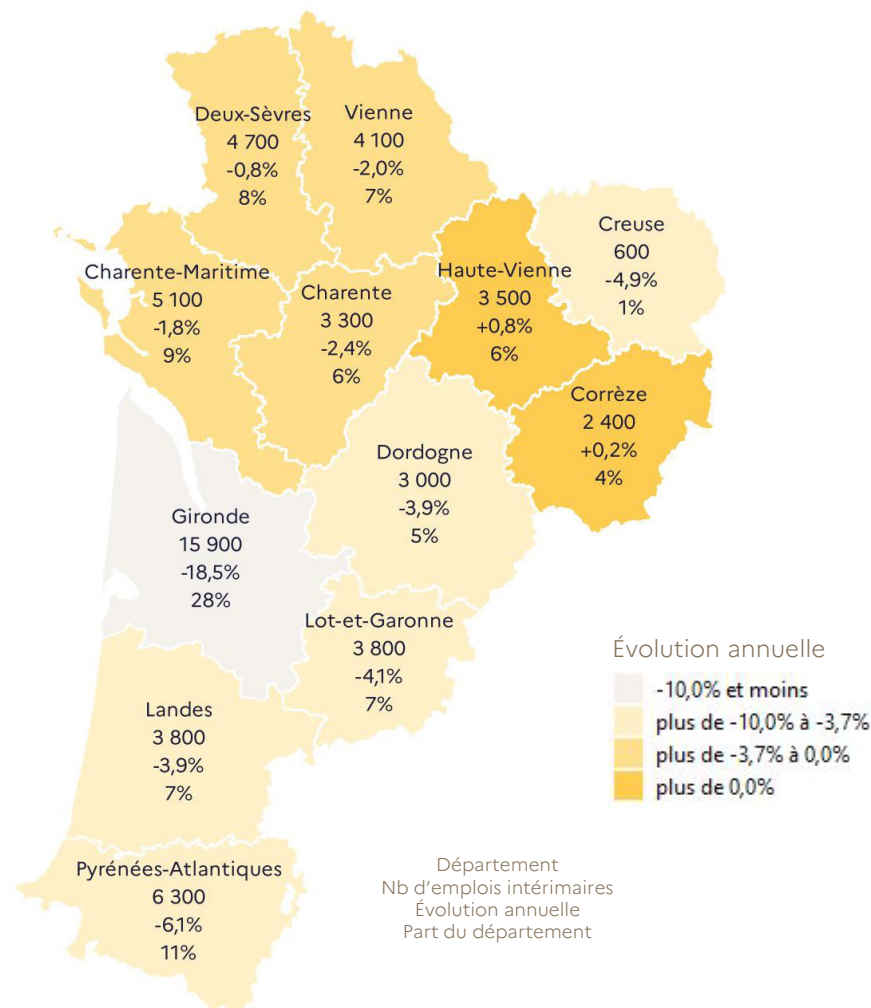 Deux-Sèvres
4 700
-0,8%
8%
Vienne
4 100
-2,0%
7%
Creuse
600
-4,9%
1%
Charente-Maritime
5 100
-1,8%
9%
Charente
3 300
-2,4%
6%
Haute-Vienne
3 500
+0,8%
6%
Corrèze
2 400
+0,2%
4%
Dordogne
3 000
-3,9%
5%
Gironde
15 900
-18,5%
28%
Lot-et-Garonne
3 800
-4,1%
7%
Landes
3 800
-3,9%
7%
Pyrénées-Atlantiques
6 300
-6,1%
11%
Évolution annuelle
-10,0% et moins
plus de -10,0% à -3,7%
plus de -3,7% à 0,0%
plus de 0,0%
Département
Nb d'emplois intérimaires
Évolution annuelle
Part du département